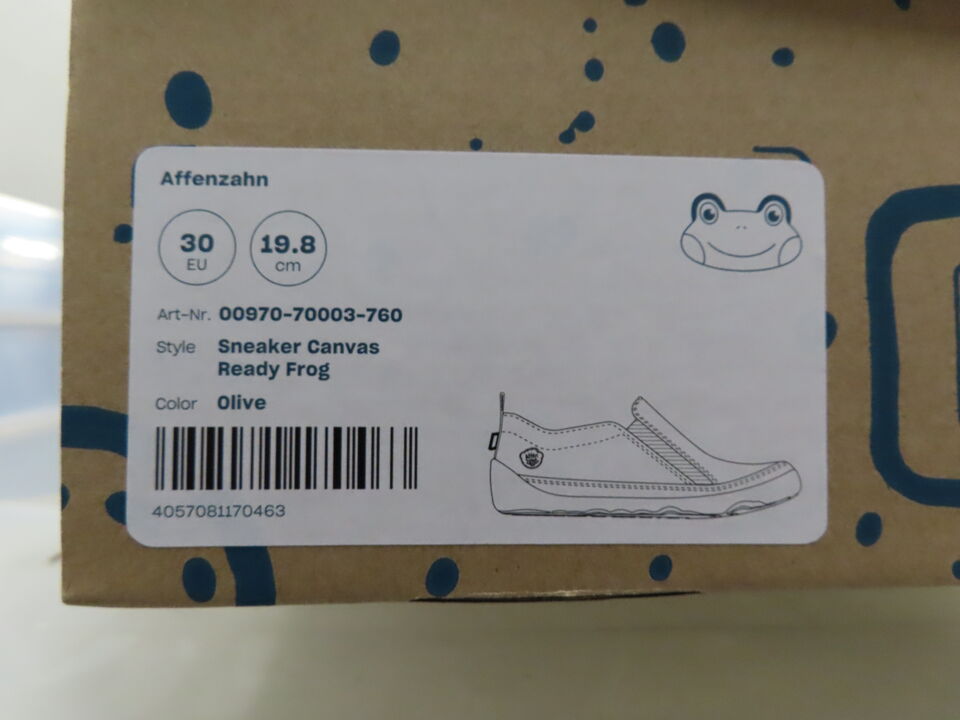 Affenzahn
30
EU
19.8
cm
Art-Nr. 00970-70003-760
Style Sneaker Canvas
Ready Frog
Color Olive
4057081170463